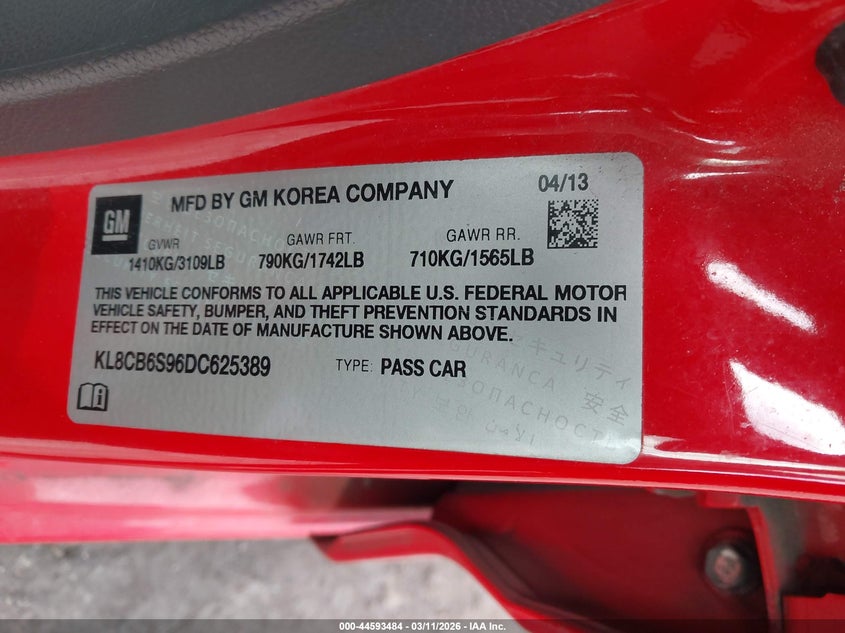 GM
MFD BY GM KOREA COMPANY
04/13
GVWR GAWR FRT. GAWR RR.
1410KG/3109LB 790KG/1742LB 710KG/1565LB
THIS VEHICLE CONFORMS TO ALL APPLICABLE U.S. FEDERAL MOTOR
VEHICLE SAFETY, BUMPER, AND THEFT PREVENTION STANDARDS IN
EFFECT ON THE DATE OF MANUFACTURE SHOWN ABOVE.
KL8CB6S96DC625389 TYPE: PASS CAR
安全
000-44593484 | 03/11/2026 - IAA Inc.